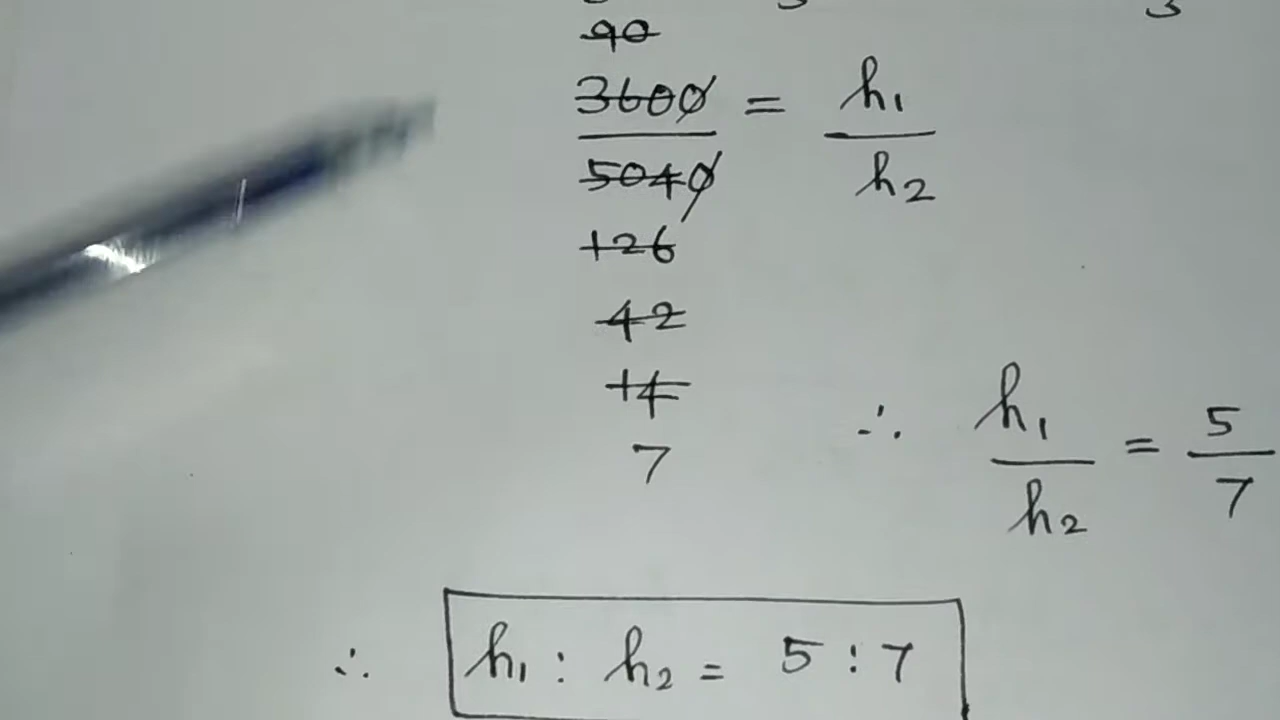 90
3600/5040 = h₁/h₂
126
42
14
7
∴ h₁/h₂ = 5/7
∴ h₁ : h₂ = 5 : 7